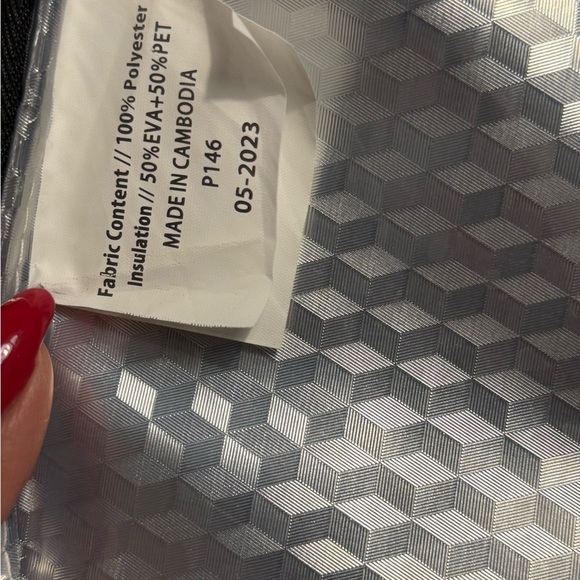 Fabric Content // 100% Polyester
Insulation // 50%EVA+50%PET
MADE IN CAMBODIA
P146
05-2023